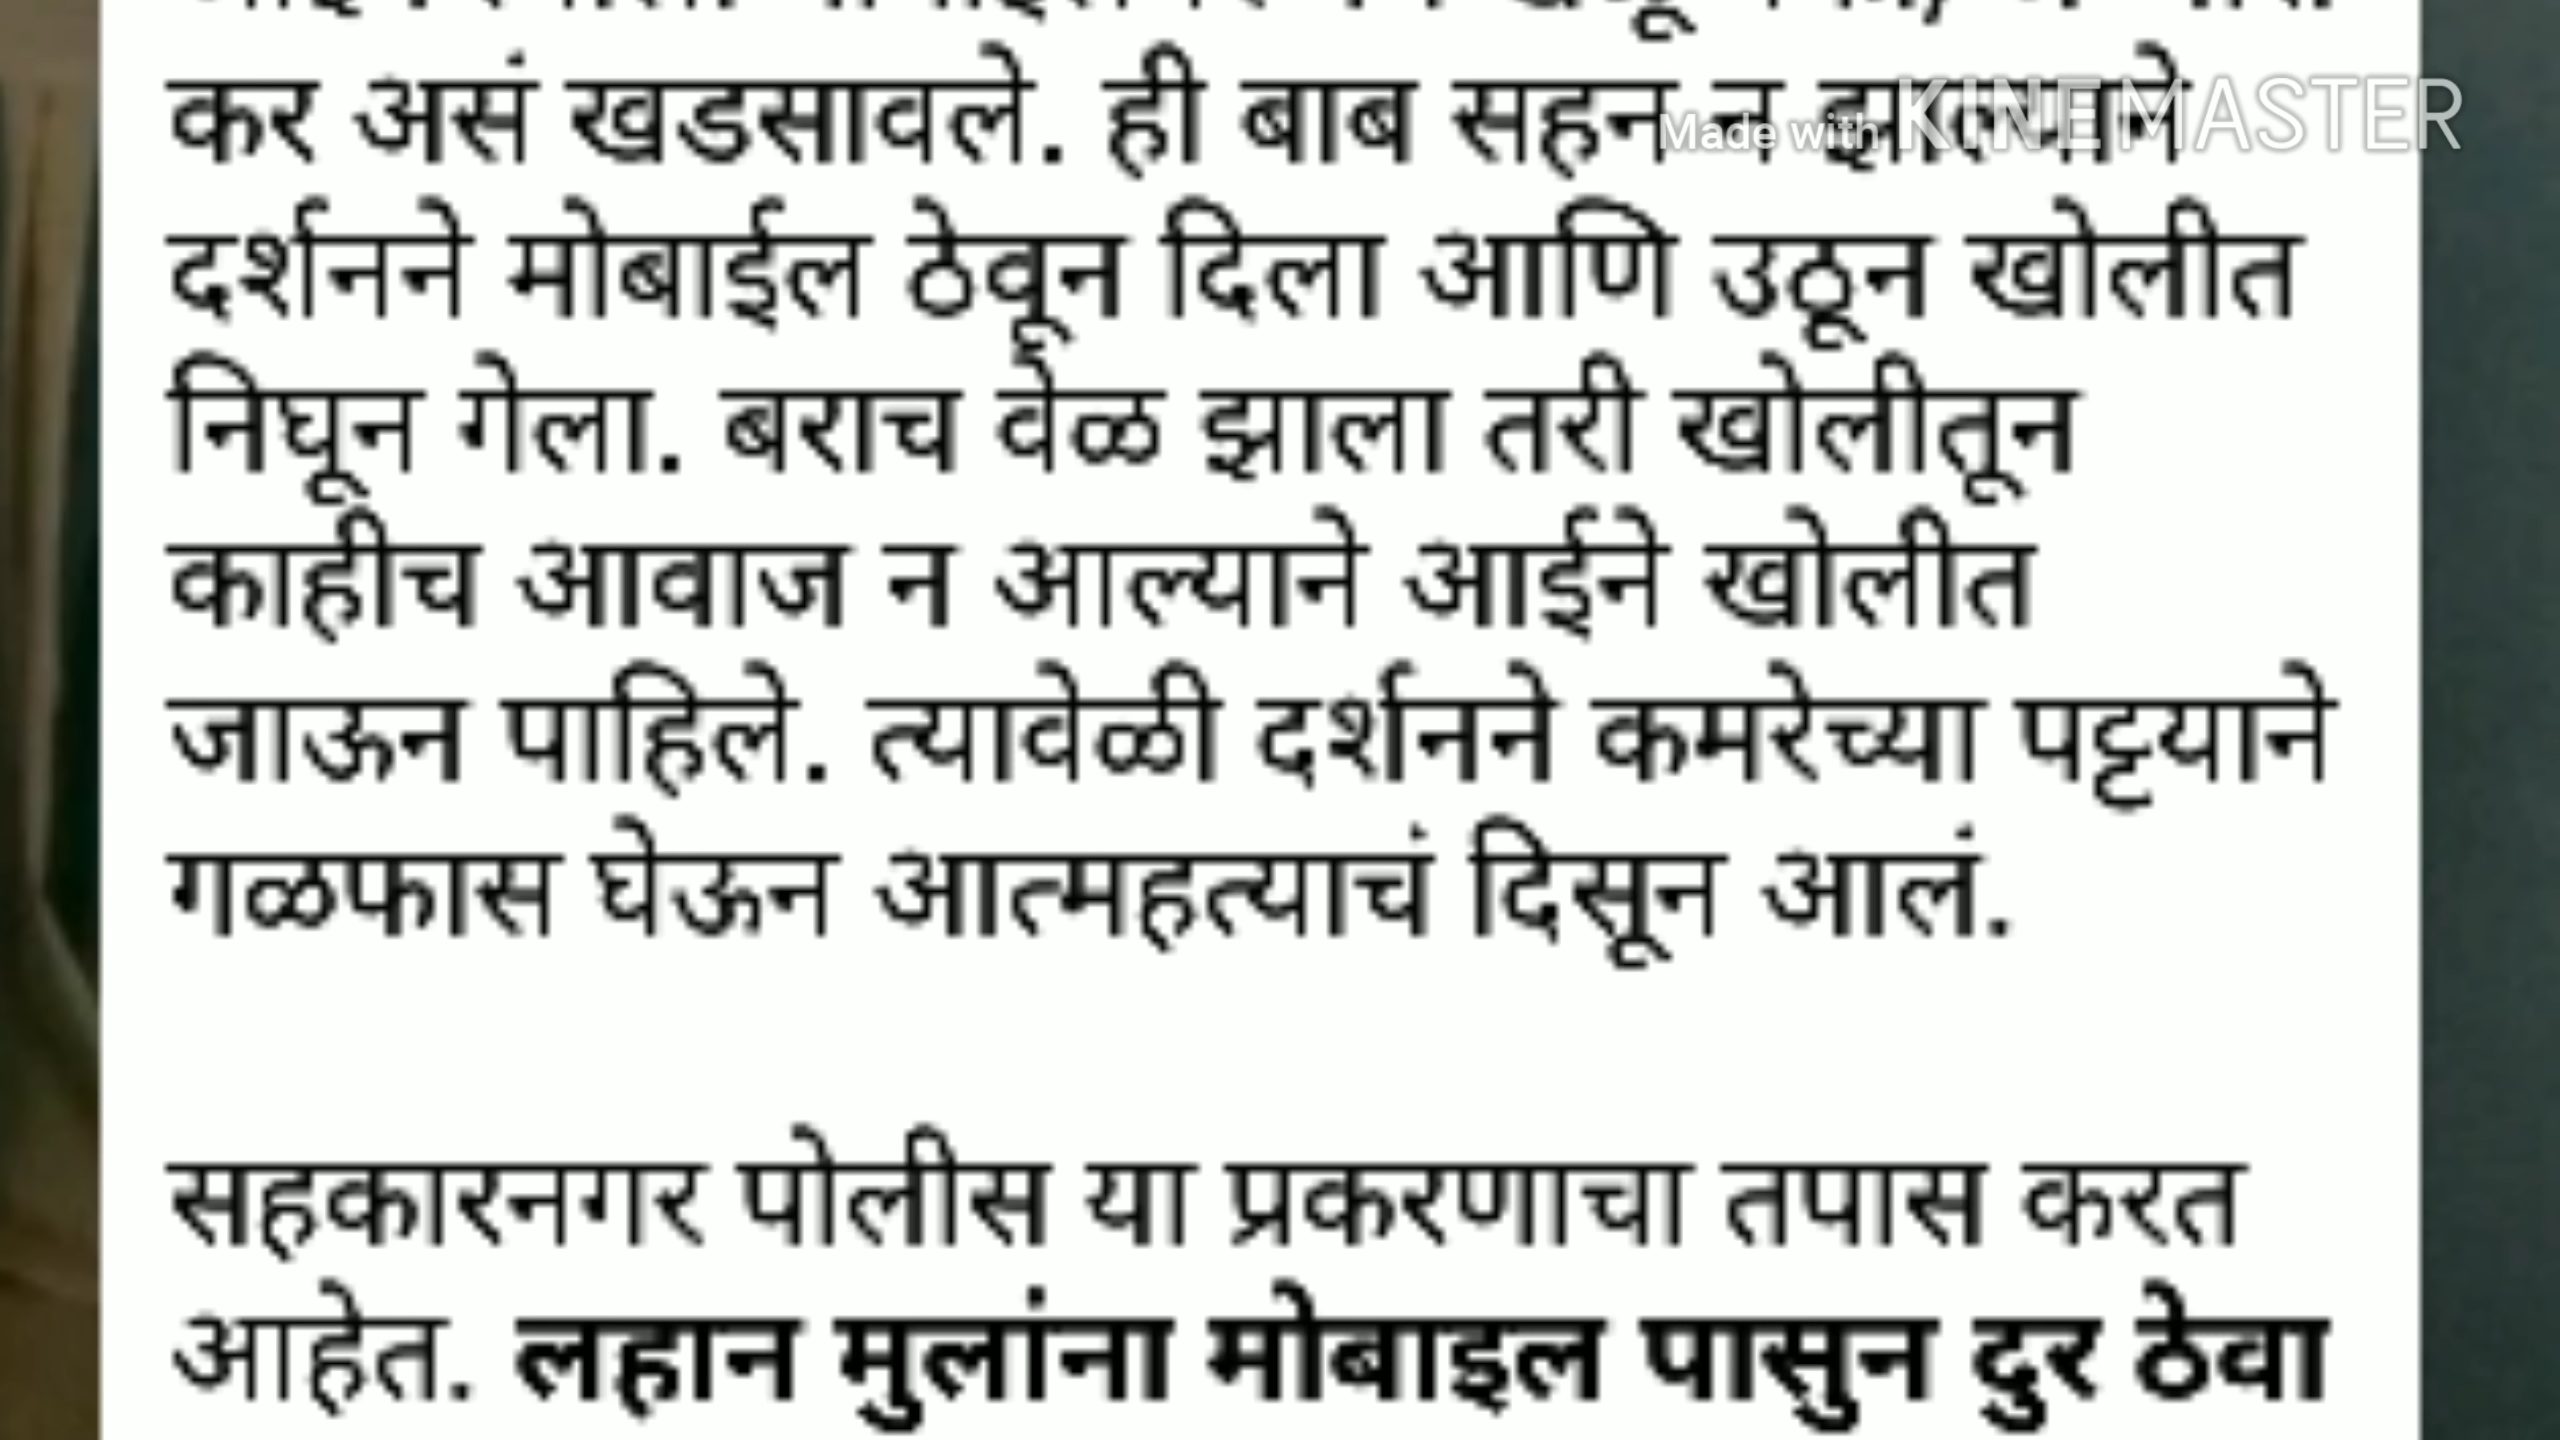 कर असं खडसावले. ही बाब सहन न झाल्याने
Made with KINEMASTER
दर्शनने मोबाईल ठेवून दिला आणि उठून खोलीत
निघून गेला. बराच वेळ झाला तरी खोलीतून
काहीच आवाज न आल्याने आईने खोलीत
जाऊन पाहिले. त्यावेळी दर्शनने कमरेच्या पट्टयाने
गळफास घेऊन आत्महत्याचं दिसून आलं.
सहकारनगर पोलीस या प्रकरणाचा तपास करत
आहेत. लहान मुलांना मोबाइल पासुन दुर ठेवा